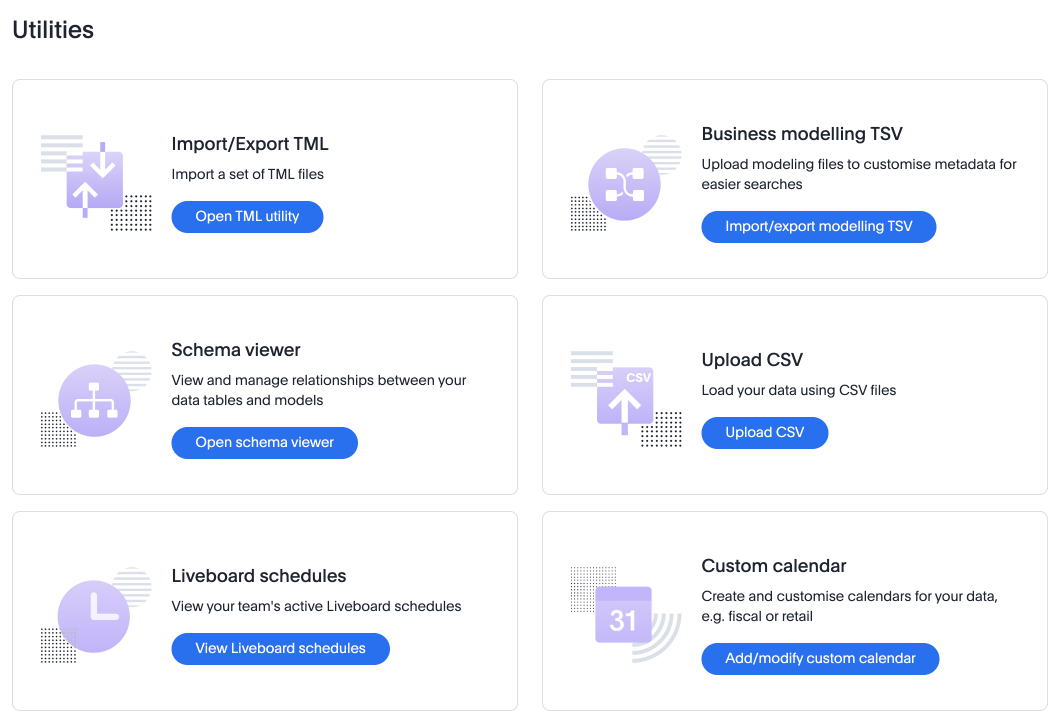 Utilities
Import/Export TML
Import a set of TML files
Open TML utility
Business modelling TSV
Upload modeling files to customise metadata for
easier searches
Import/export modelling TSV
Schema viewer
View and manage relationships between your
data tables and models
Open schema viewer
CSV
Upload CSV
Load your data using CSV files
Upload CSV
Liveboard schedules
View your team's active Liveboard schedules
View Liveboard schedules
31
Custom calendar
Create and customise calendars for your data,
e.g. fiscal or retail
Add/modify custom calendar